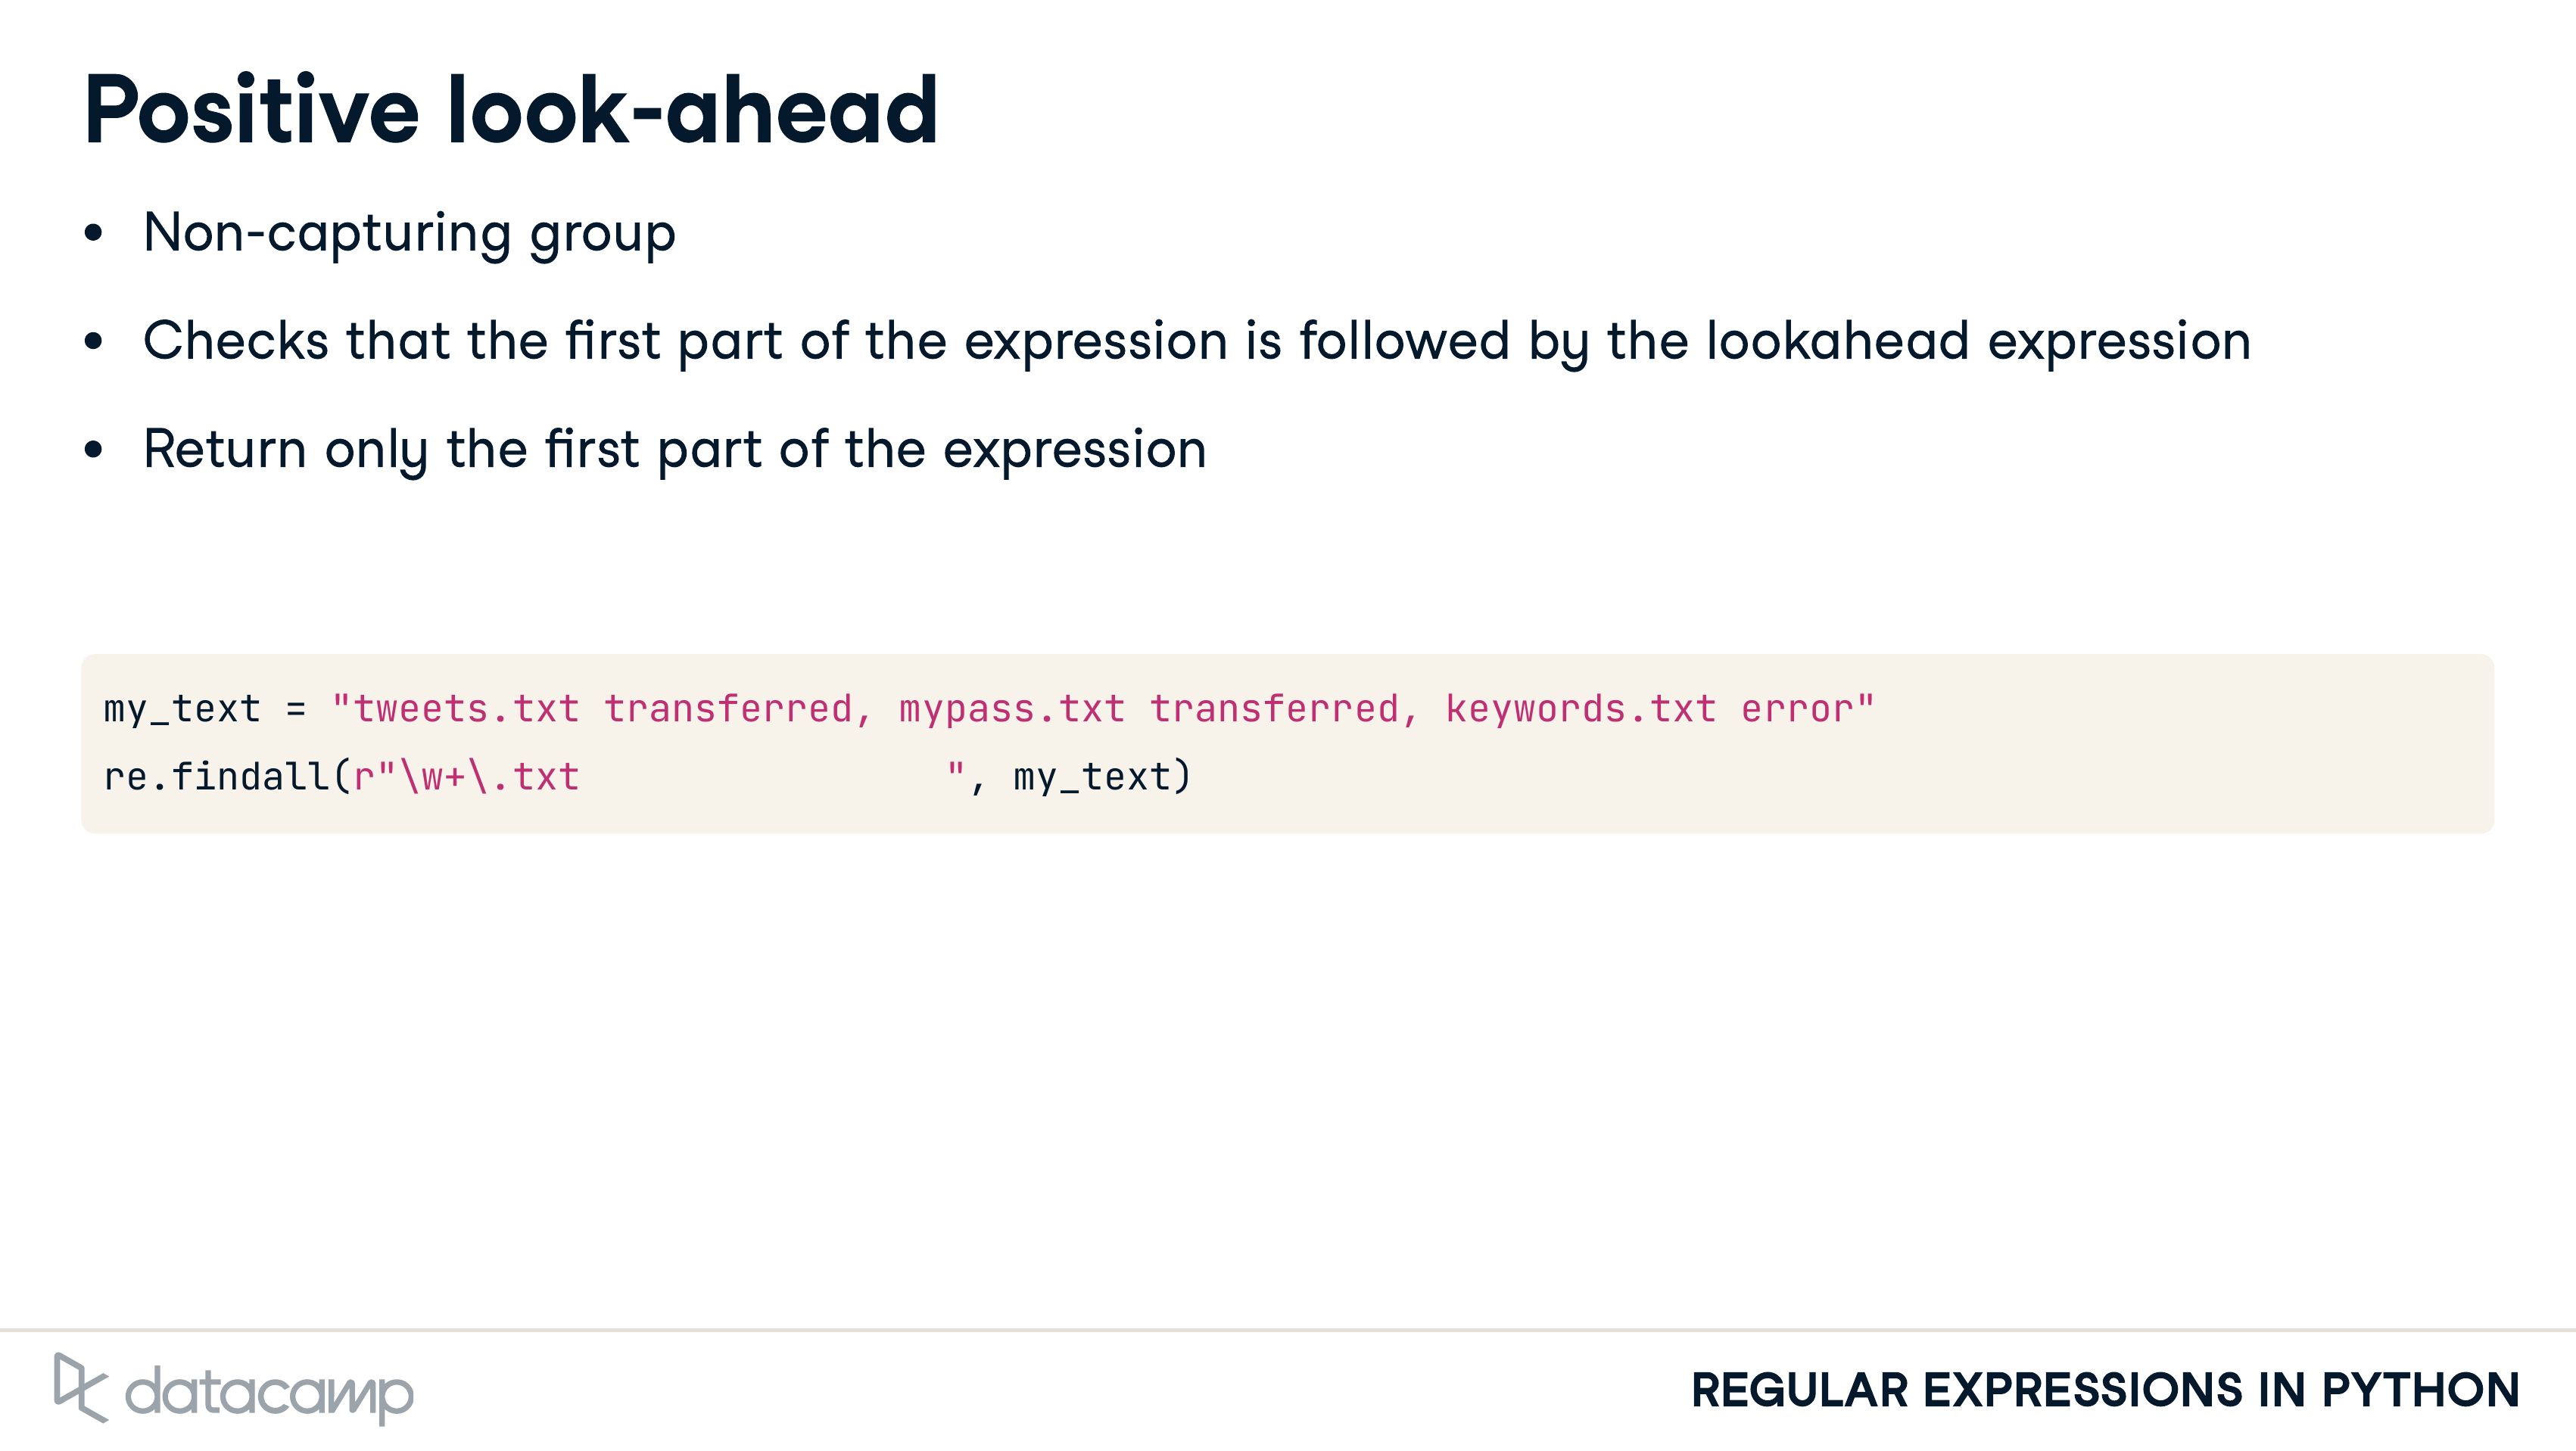 Positive look-ahead
• Non-capturing group
• Checks that the first part of the expression is followed by the lookahead expression
• Return only the first part of the expression
my_text = "tweets.txt transferred, mypass.txt transferred, keywords.txt error"
re.findall(r"\w+\.txt                ", my_text)
datacamp
REGULAR EXPRESSIONS IN PYTHON